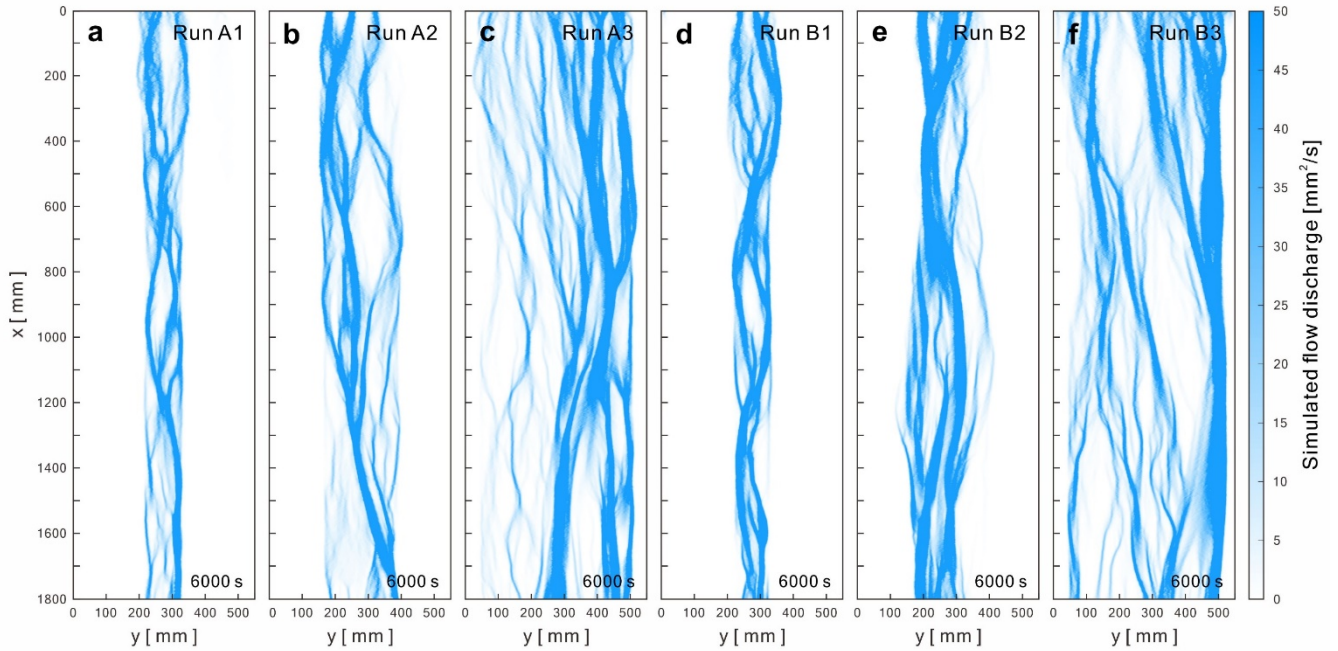 a Run A1
b Run A2
c Run A3
d Run B1
e Run B2
f Run B3
0
200
400
600
800
1000
1200
1400
1600
1800
x [ mm ]
6000 s
6000 s
6000 s
6000 s
6000 s
6000 s
0 100 200 300 400 500
0 100 200 300 400 500
0 100 200 300 400 500
0 100 200 300 400 500
0 100 200 300 400 500
0 100 200 300 400 500
y [ mm ]
y [ mm ]
y [ mm ]
y [ mm ]
y [ mm ]
y [ mm ]
50
45
40
35
30
25
20
15
10
5
0
Simulated flow discharge [mm²/s]